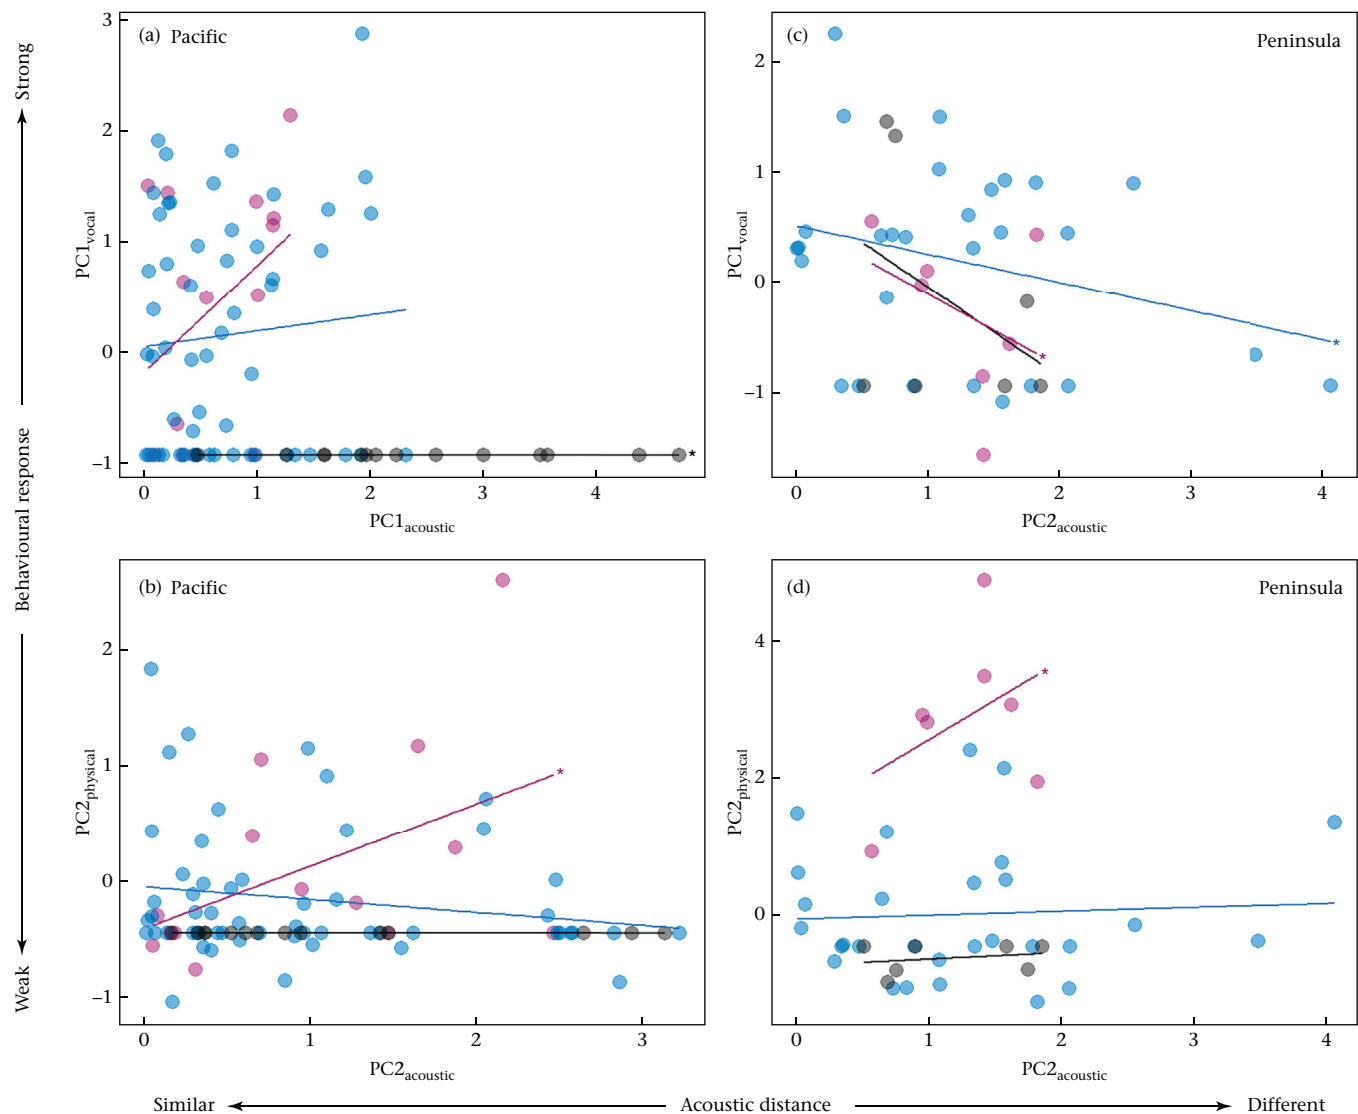 Strong
Behavioural response
Weak
(a) Pacific
3
2
1
0
−1
PC1vocal
0 1 2 3 4
PC1acoustic
*
(c)
Peninsula
2
1
0
−1
PC1vocal
0 1 2 3 4
PC2acoustic
*
*
(b) Pacific
2
1
0
−1
PC2physical
0 1 2 3
PC2acoustic
*
(d)
Peninsula
4
2
0
PC2physical
0 1 2 3 4
PC2acoustic
*
Similar Acoustic distance Different